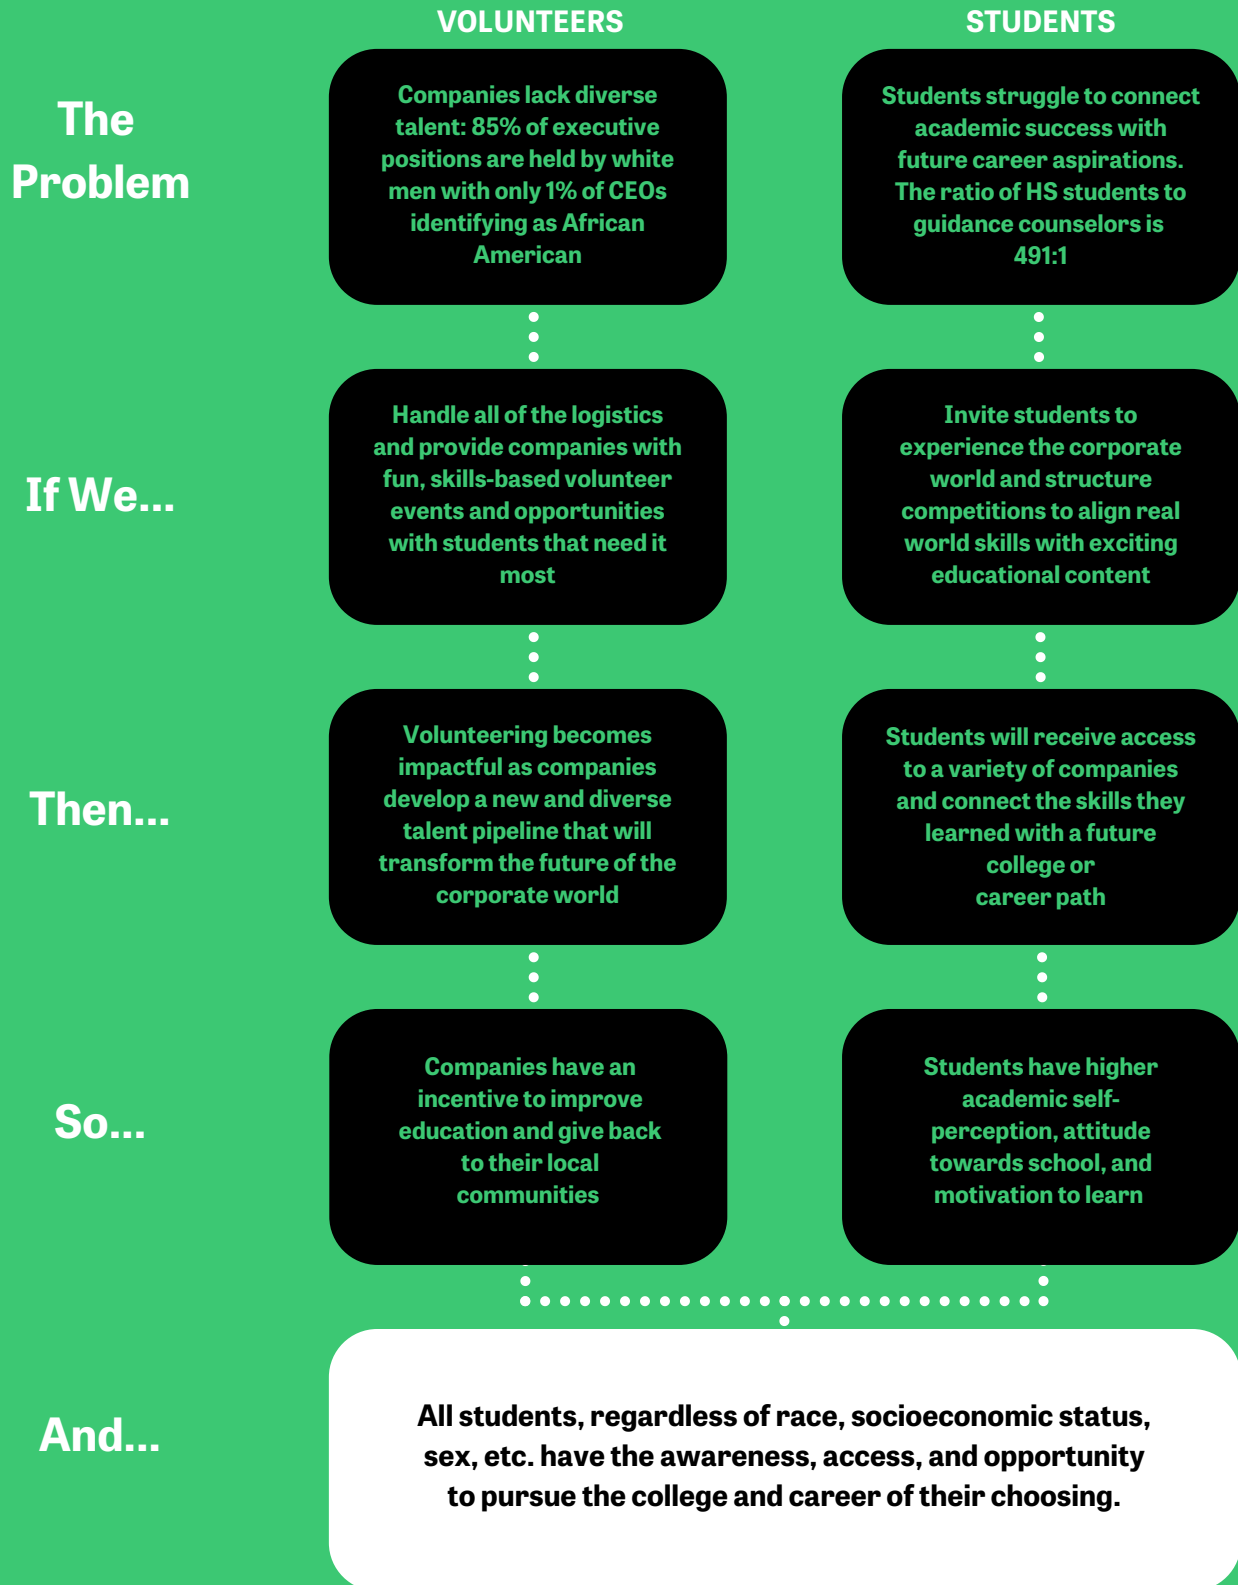 VOLUNTEERS
STUDENTS
The
Problem
Companies lack diverse
talent: 85% of executive
positions are held by white
men with only 1% of CEOs
identifying as African
American
Students struggle to connect
academic success with
future career aspirations.
The ratio of HS students to
guidance counselors is
491:1
If We...
Handle all of the logistics
and provide companies with
fun, skills-based volunteer
events and opportunities
with students that need it
most
Invite students to
experience the corporate
world and structure
competitions to align real
world skills with exciting
educational content
Then...
Volunteering becomes
impactful as companies
develop a new and diverse
talent pipeline that will
transform the future of the
corporate world
Students will receive access
to a variety of companies
and connect the skills they
learned with a future
college or
career path
So...
Companies have an
incentive to improve
education and give back
to their local
communities
Students have higher
academic self-
perception, attitude
towards school, and
motivation to learn
And...
All students, regardless of race, socioeconomic status,
sex, etc. have the awareness, access, and opportunity
to pursue the college and career of their choosing.